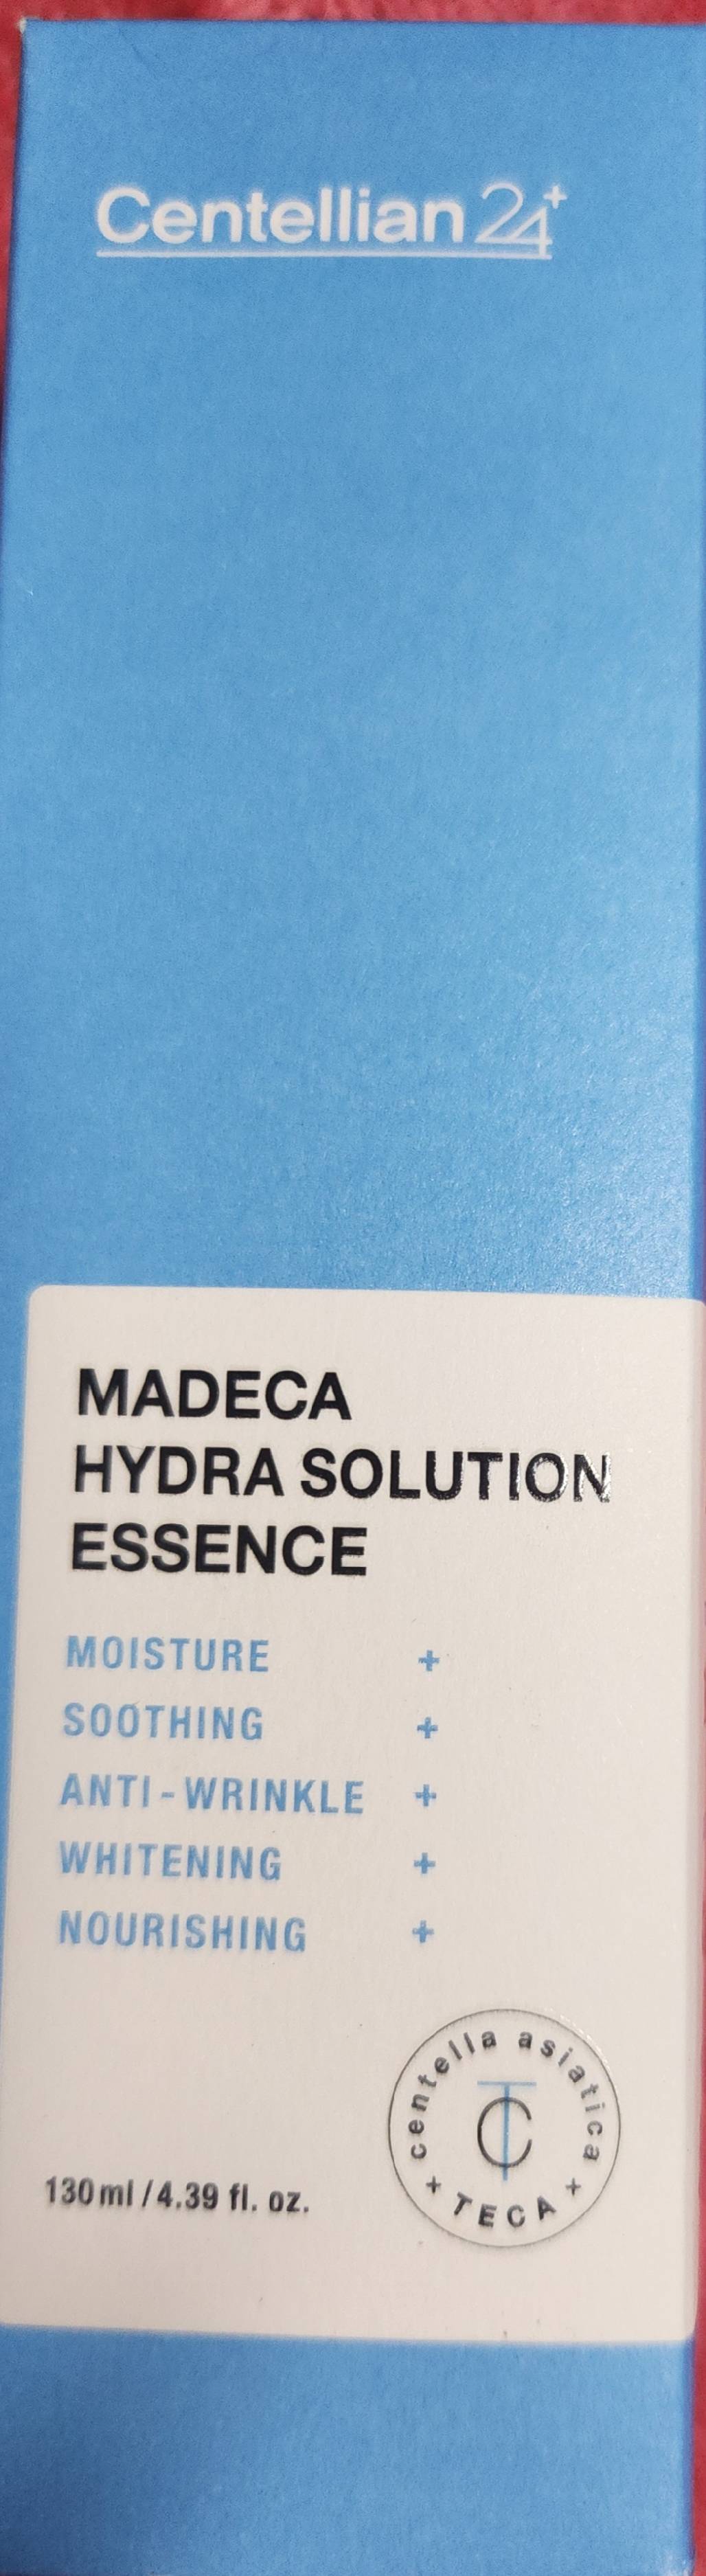 Centellian24+
MADECA
HYDRA SOLUTION
ESSENCE
MOISTURE +
SOOTHING +
ANTI-WRINKLE +
WHITENING +
NOURISHING +
centella asiatica
+ TECA +
TC
130ml/4.39 fl. oz.